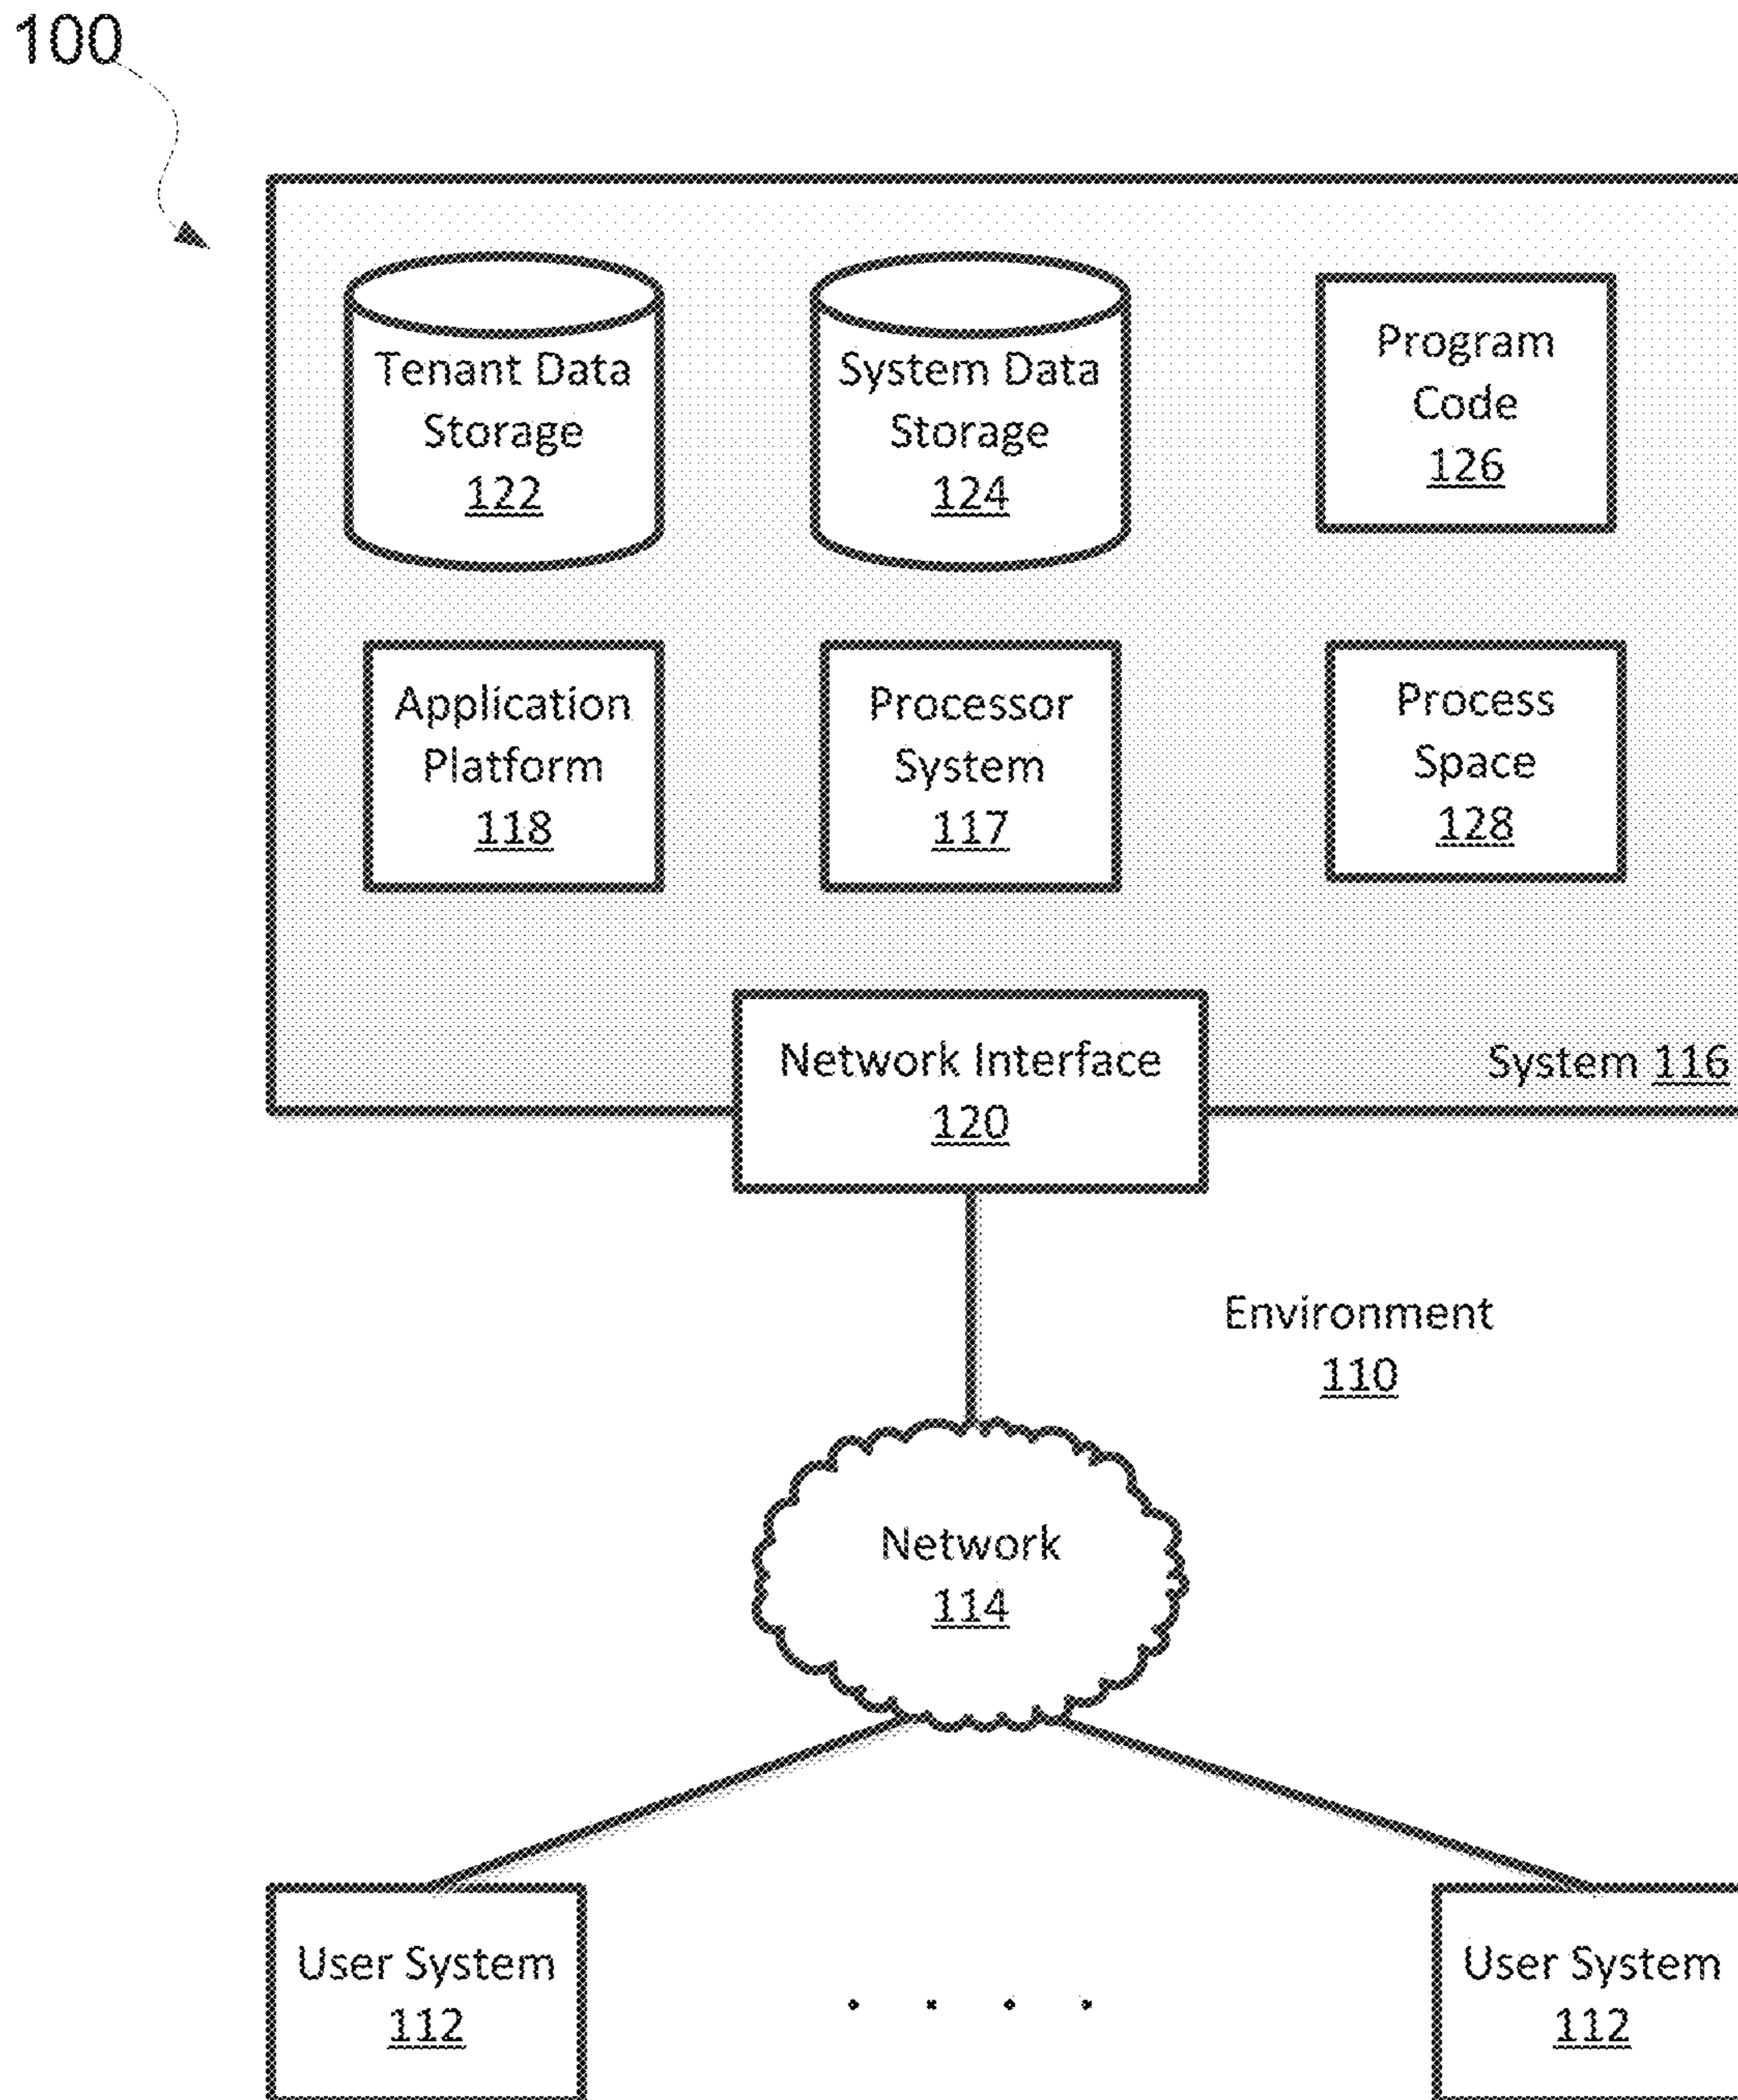 100
Tenant Data
Storage
122
System Data
Storage
124
Program
Code
126
Application
Platform
118
Processor
System
117
Process
Space
128
Network Interface
120
System 116
Environment
110
Network
114
User System
112
. . . .
User System
112